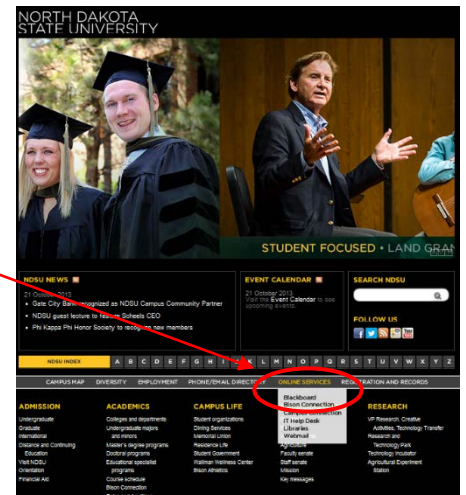 NORTH DAKOTA
STATE UNIVERSITY
STUDENT FOCUSED • LAND GRAN
NDSU NEWS
21 October 2013
• Gate City Bank recognized as NDSU Campus Community Partner
• NDSU guest lecture to feature Scheels CEO
• Phi Kappa Phi Honor Society to recognize new members
EVENT CALENDAR
21 October 2013
Visit the Event Calendar to see
upcoming events.
SEARCH NDSU
FOLLOW US
NDSU INDEX A B C D E F G H I J K L M N O P Q R S T U V W X Y Z
CAMPUS MAP DIVERSITY EMPLOYMENT PHONE/EMAIL DIRECTORY ONLINE SERVICES REGISTRATION AND RECORDS
Blackboard
Bison Connection
Campus Connection
IT Help Desk
Libraries
Webmail
ADMISSION
Undergraduate
Graduate
International
Distance and Continuing
Education
Visit NDSU
Orientation
Financial Aid
ACADEMICS
Colleges and departments
Undergraduate majors
and minors
Master's degree programs
Doctoral programs
Educational specialist
programs
Course schedule
Bison Connection
CAMPUS LIFE
Student organizations
Dining Services
Memorial Union
Residence Life
Student Government
Wallman Wellness Center
Bison Athletics
Agriculture
Faculty senate
Staff senate
Mission
Key messages
RESEARCH
VP Research, Creative
Activities, Technology Transfer
Research and
Technology Park
Technology Incubator
Agricultural Experiment
Station